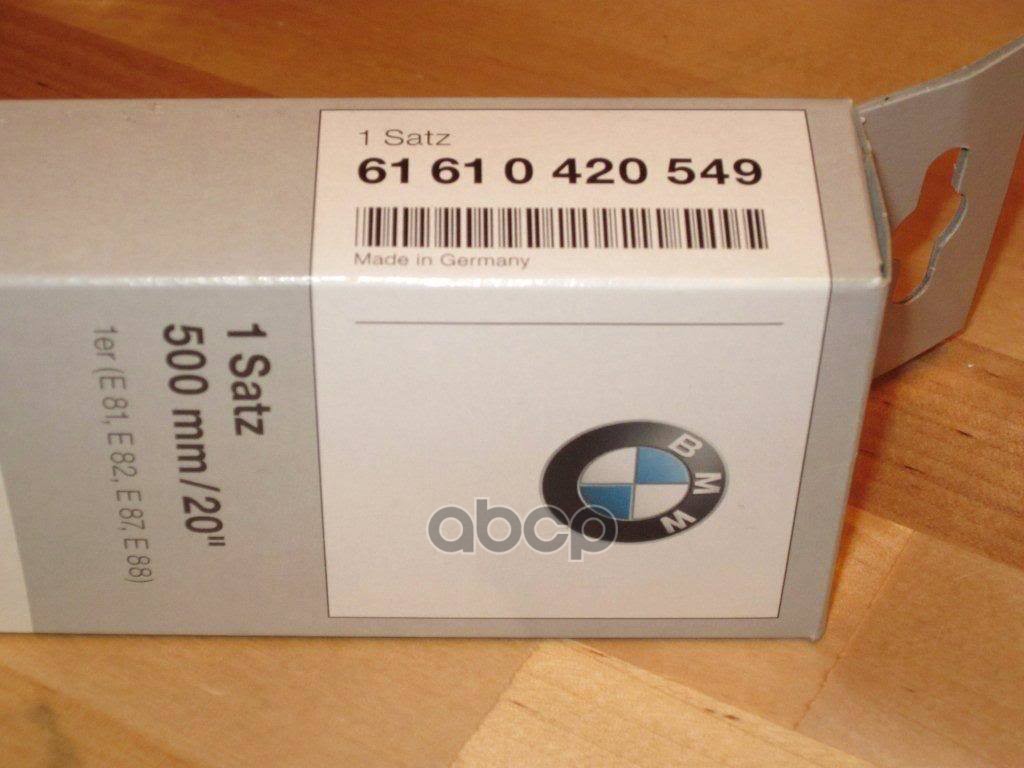 1 Satz
61 61 0 420 549
Made in Germany
1 Satz
500 mm/20"
1er (E 81, E 82, E 87, E 88)
BMW
abcp